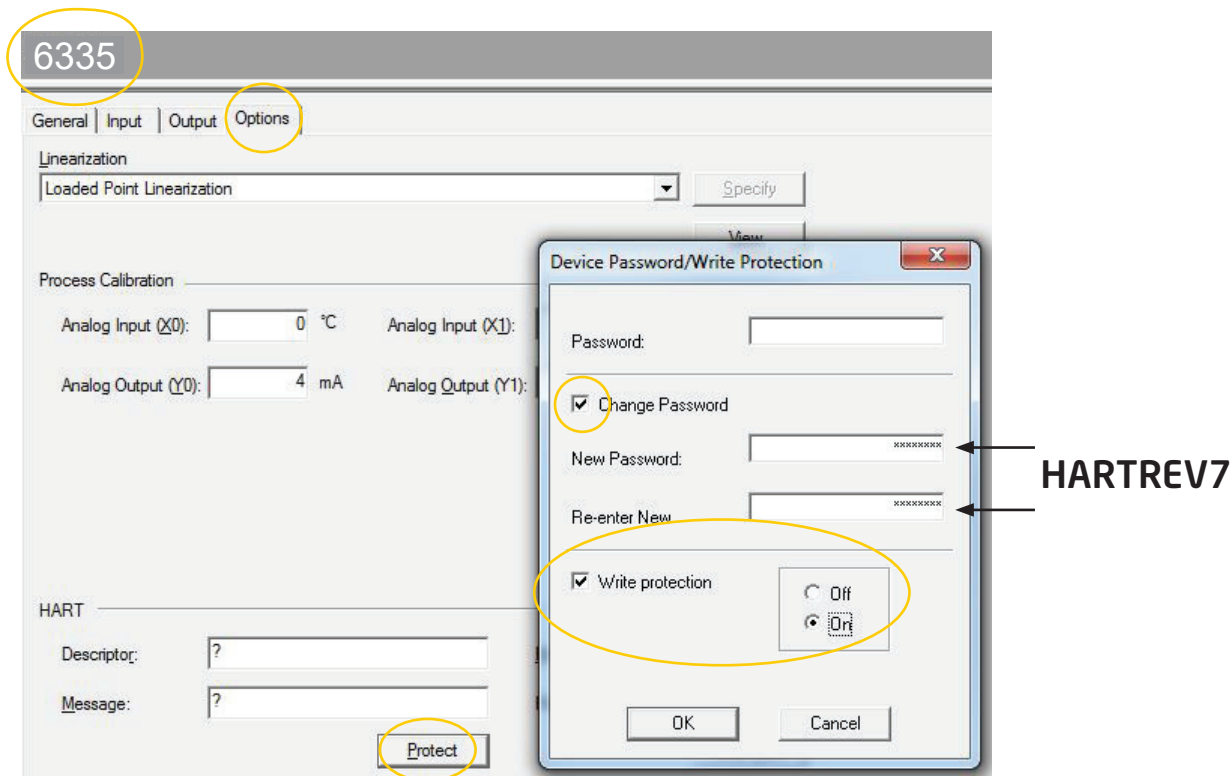 6335
General Input Output Options
Linearization
Loaded Point Linearization
Specify
View
Device Password/Write Protection
Process Calibration
Analog Input (X0): 0 °C Analog Input (X1):
Analog Output (Y0): 4 mA Analog Output (Y1):
Password:
Change Password
New Password: ********
Re-enter New ********
HARTREV7
Write protection
Off
On
HART
Descriptor: ?
Message: ?
Protect
OK Cancel